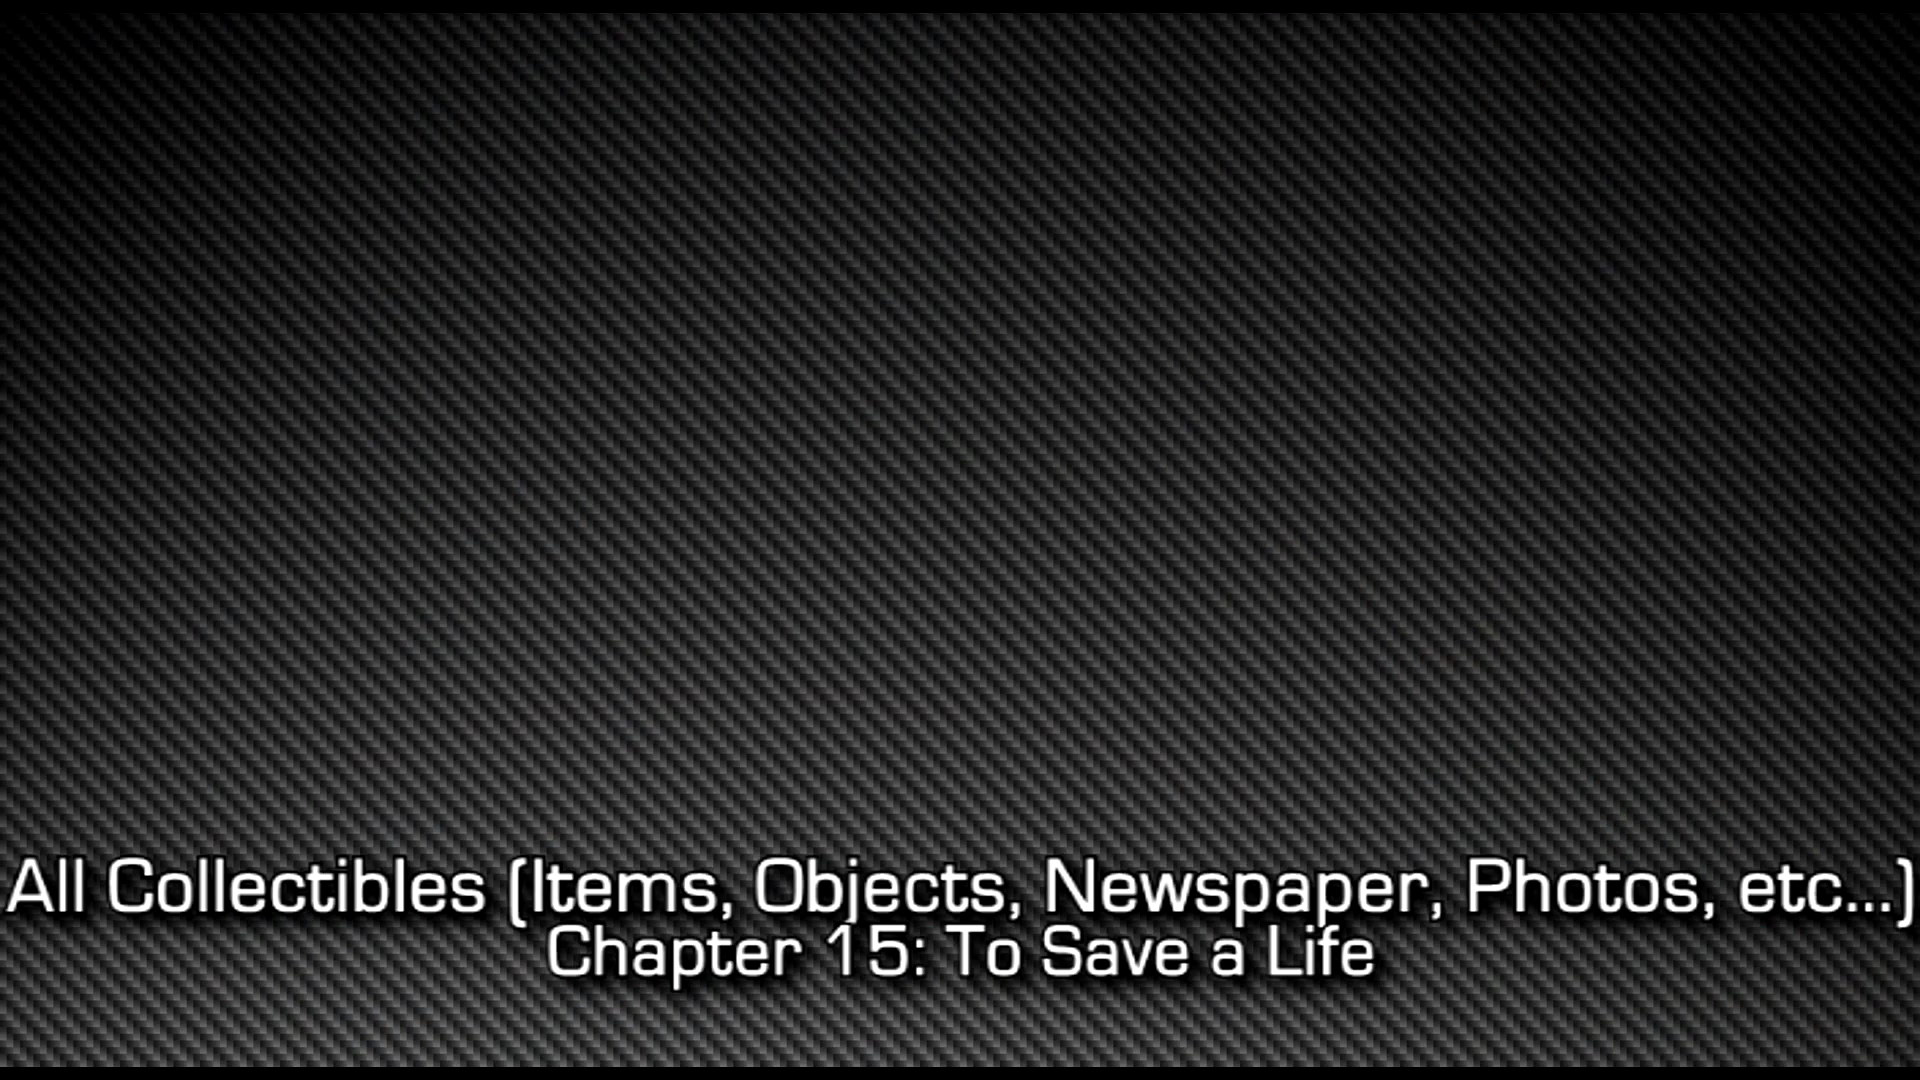 All Collectibles (Items, Objects, Newspaper, Photos, etc...)
Chapter 15: To Save a Life